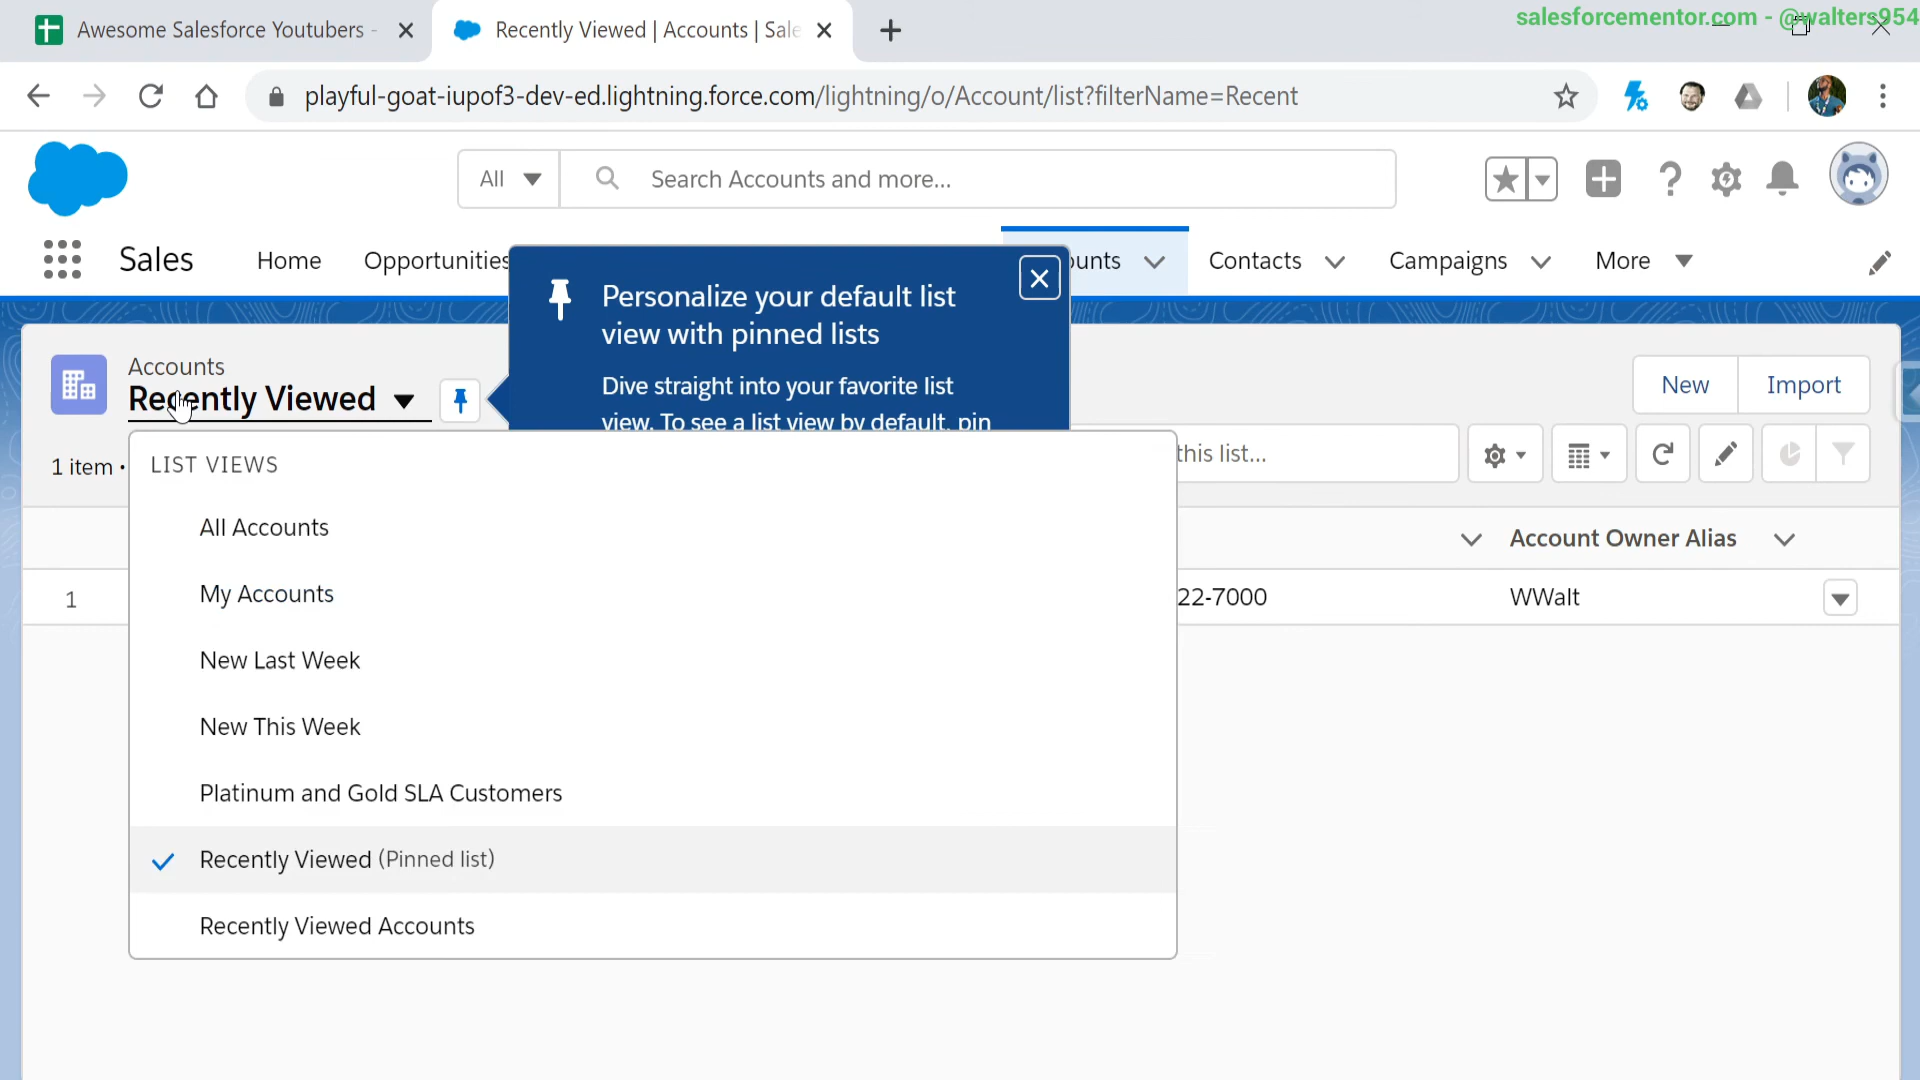 salesforcementor.com - @walters954
Awesome Salesforce Youtubers -
Recently Viewed | Accounts | Sale
playful-goat-iupof3-dev-ed.lightning.force.com/lightning/o/Account/list?filterName=Recent
All
Search Accounts and more...
Sales
Home
Opportunities
ounts
Contacts
Campaigns
More
Personalize your default list
view with pinned lists
Dive straight into your favorite list
view. To see a list view by default, pin
Accounts
Recently Viewed
New
Import
1 item •
this list...
LIST VIEWS
All Accounts
My Accounts
New Last Week
New This Week
Platinum and Gold SLA Customers
Recently Viewed (Pinned list)
Recently Viewed Accounts
Account Owner Alias
1
22-7000
WWalt